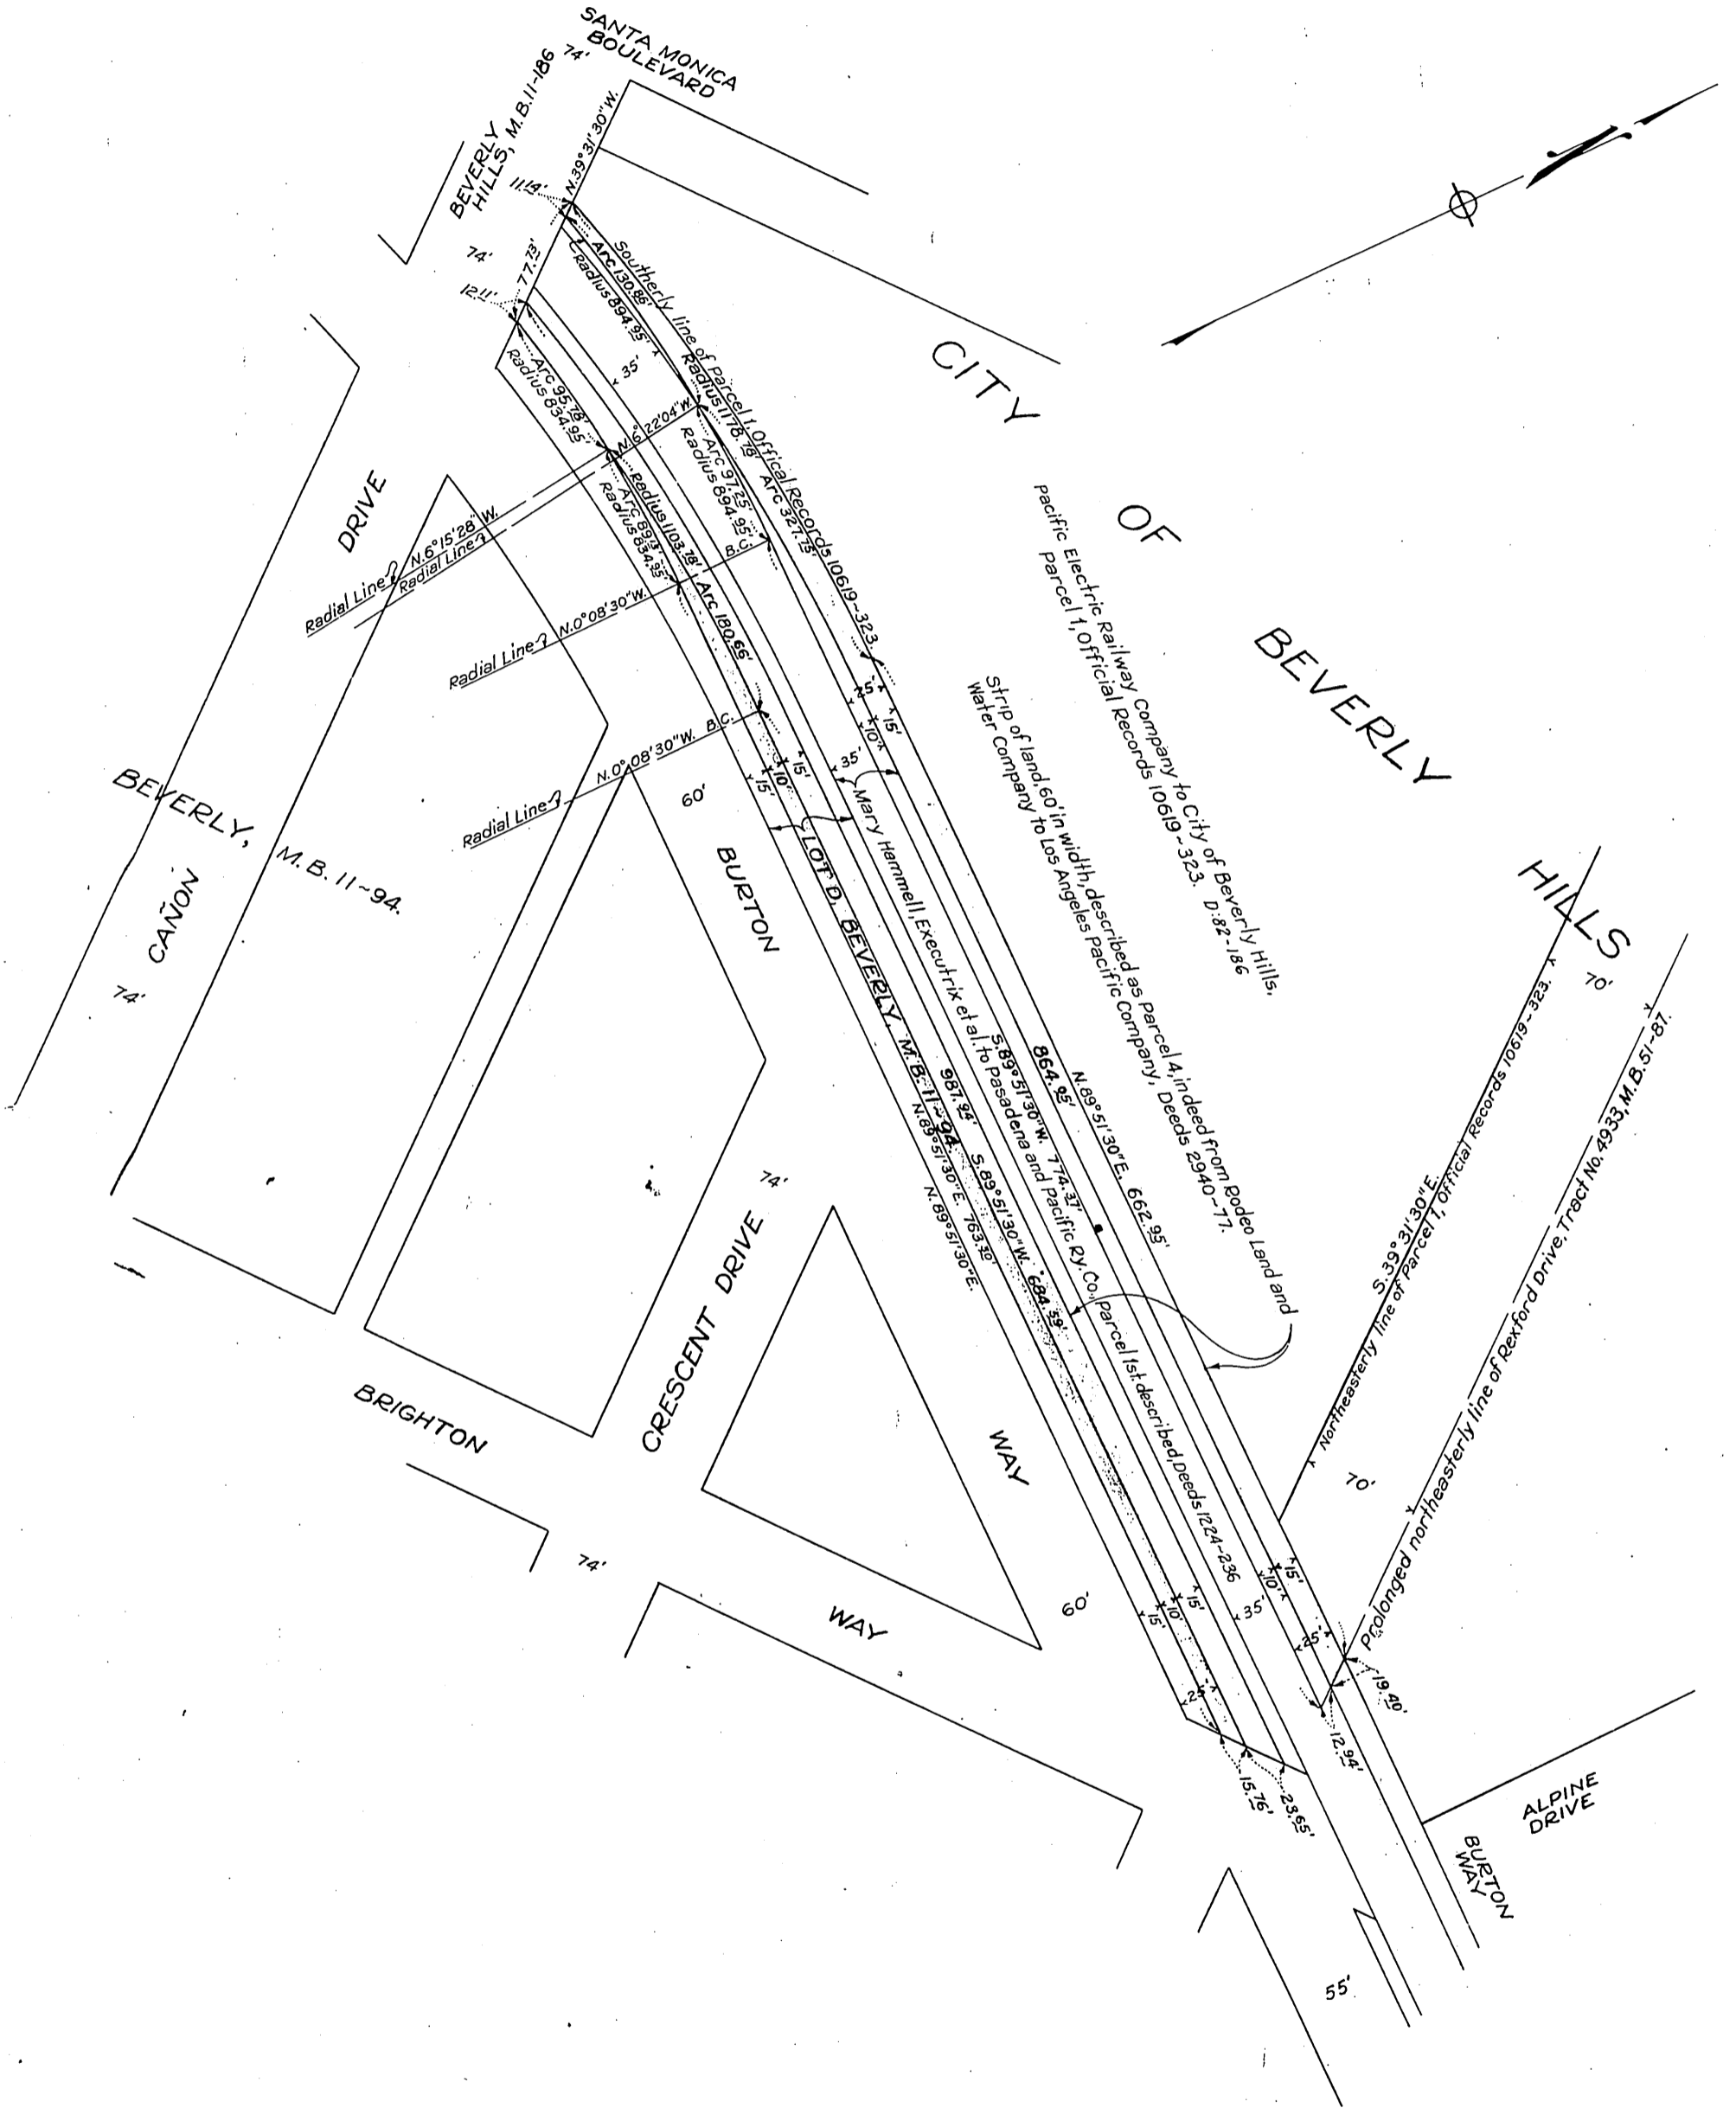 SANTA MONICA
BOULEVARD
74'
BEVERLY
HILLS, M.B. 11-186
N.39°31'30"W.
11.14'
74'
77.73'
12.11'
Arc 130.86'
Radius 894.95'
Southerly line of Parcel 1, Offical Records 10619~323.
Radius 1178.78' Arc 327.75'
35'
Arc 95.78'
Radius 834.95'
N.6°22'04"W.
Arc 97.25'
Radius 894.95'
Radius 1103.78' Arc 180.66'
Arc 89.13'
Radius 834.95'
B.C.
N.6°15'28"W.
Radial Line
Radial Line
Radial Line
N.0°08'30"W.
Radial Line
N.0°08'30"W. B.C.
CITY
OF
BEVERLY
HILLS
Pacific Electric Railway Company to City of Beverly Hills,
Parcel 1, Official Records 10619~323. D:82-186
Strip of land, 60' in width, described as Parcel 4, indeed from Rodeo Land and
Water Company to Los Angeles Pacific Company, Deeds 2940~77.
DRIVE
CAÑON
74'
BEVERLY,
M.B. 11~94.
60'
BURTON
25'
15'
10'
35'
15'
10'
15'
Mary Hammell, Executrix et al. to Pasadena and Pacific Ry. Co., Parcel 1st. described, Deeds 1224~236
LOT D, BEVERLY, M.B. 11~94.
864.95'
N.89°51'30"E. 662.95'
S.89°51'30"W. 774.37'
987.94'
S.89°51'30"W. 684.59'
N.89°51'30"E. 763.30'
N.89°51'30"E.
70'
S.39°31'30"E.
Northeasterly line of Parcel 1, Official Records 10619~323.
Prolonged northeasterly line of Rexford Drive, Tract No. 4933, M.B. 51~87.
70'
74'
CRESCENT DRIVE
BRIGHTON
WAY
74'
WAY
60'
15'
10'
15'
35'
10'
15'
25'
25'
19.40'
12.94'
15.76'
23.65'
ALPINE
DRIVE
BURTON
WAY
55'